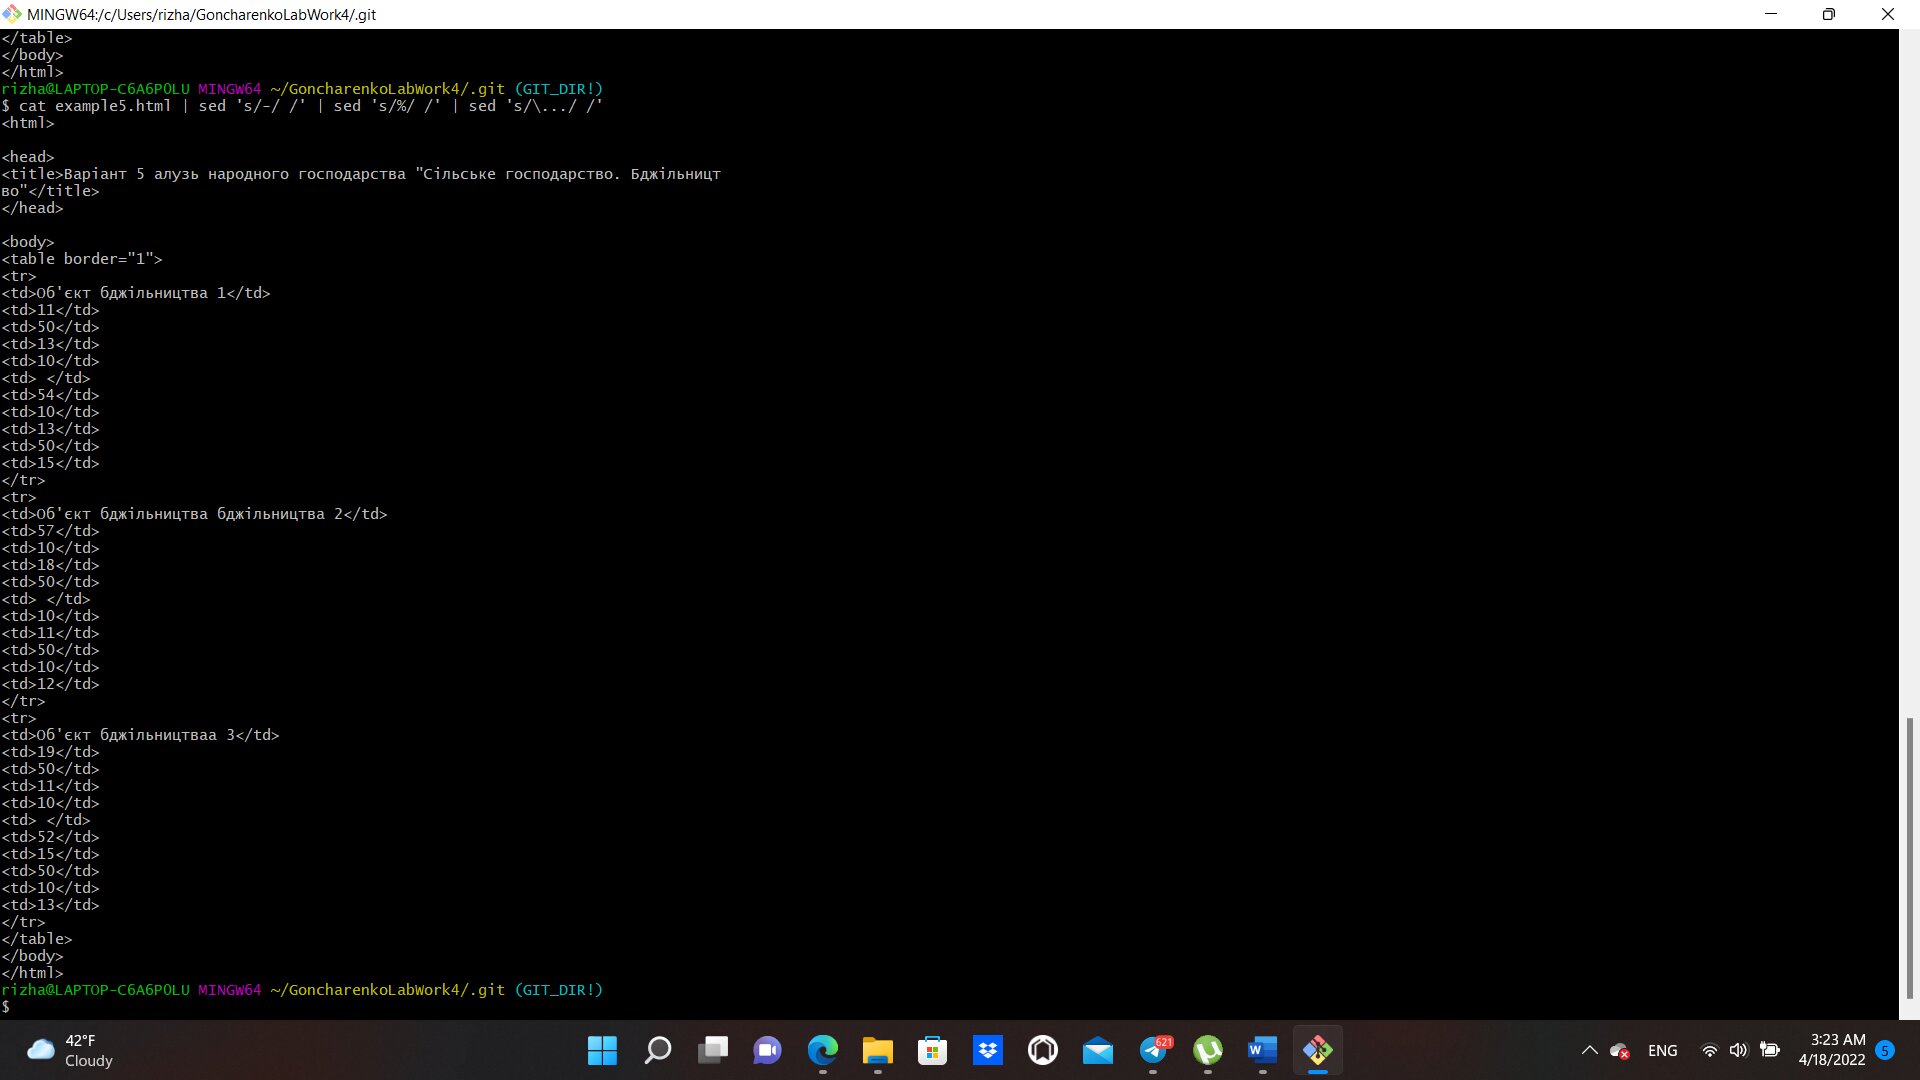 MINGW64:/c/Users/rizha/GoncharenkoLabWork4/.git
</table>
</body>
</html>
rizha@LAPTOP-C6A6P0LU MINGW64 ~/GoncharenkoLabWork4/.git (GIT_DIR!)
$ cat example5.html | sed 's/-/ /' | sed 's/%/ /' | sed 's/\.../ /'
<html>
<head>
<title>Варіант 5 алузь народного господарства "Сільське господарство. Бджільницт
во"</title>
</head>
<body>
<table border="1">
<tr>
<td>Об'єкт бджільництва 1</td>
<td>11</td>
<td>50</td>
<td>13</td>
<td>10</td>
<td> </td>
<td>54</td>
<td>10</td>
<td>13</td>
<td>50</td>
<td>15</td>
</tr>
<tr>
<td>Об'єкт бджільництва бджільництва 2</td>
<td>57</td>
<td>10</td>
<td>18</td>
<td>50</td>
<td> </td>
<td>10</td>
<td>11</td>
<td>50</td>
<td>10</td>
<td>12</td>
</tr>
<tr>
<td>Об'єкт бджільництваа 3</td>
<td>19</td>
<td>50</td>
<td>11</td>
<td>10</td>
<td> </td>
<td>52</td>
<td>15</td>
<td>50</td>
<td>10</td>
<td>13</td>
</tr>
</table>
</body>
</html>
rizha@LAPTOP-C6A6P0LU MINGW64 ~/GoncharenkoLabWork4/.git (GIT_DIR!)
$
42°F
Cloudy
621
W
ENG
3:23 AM
4/18/2022
5